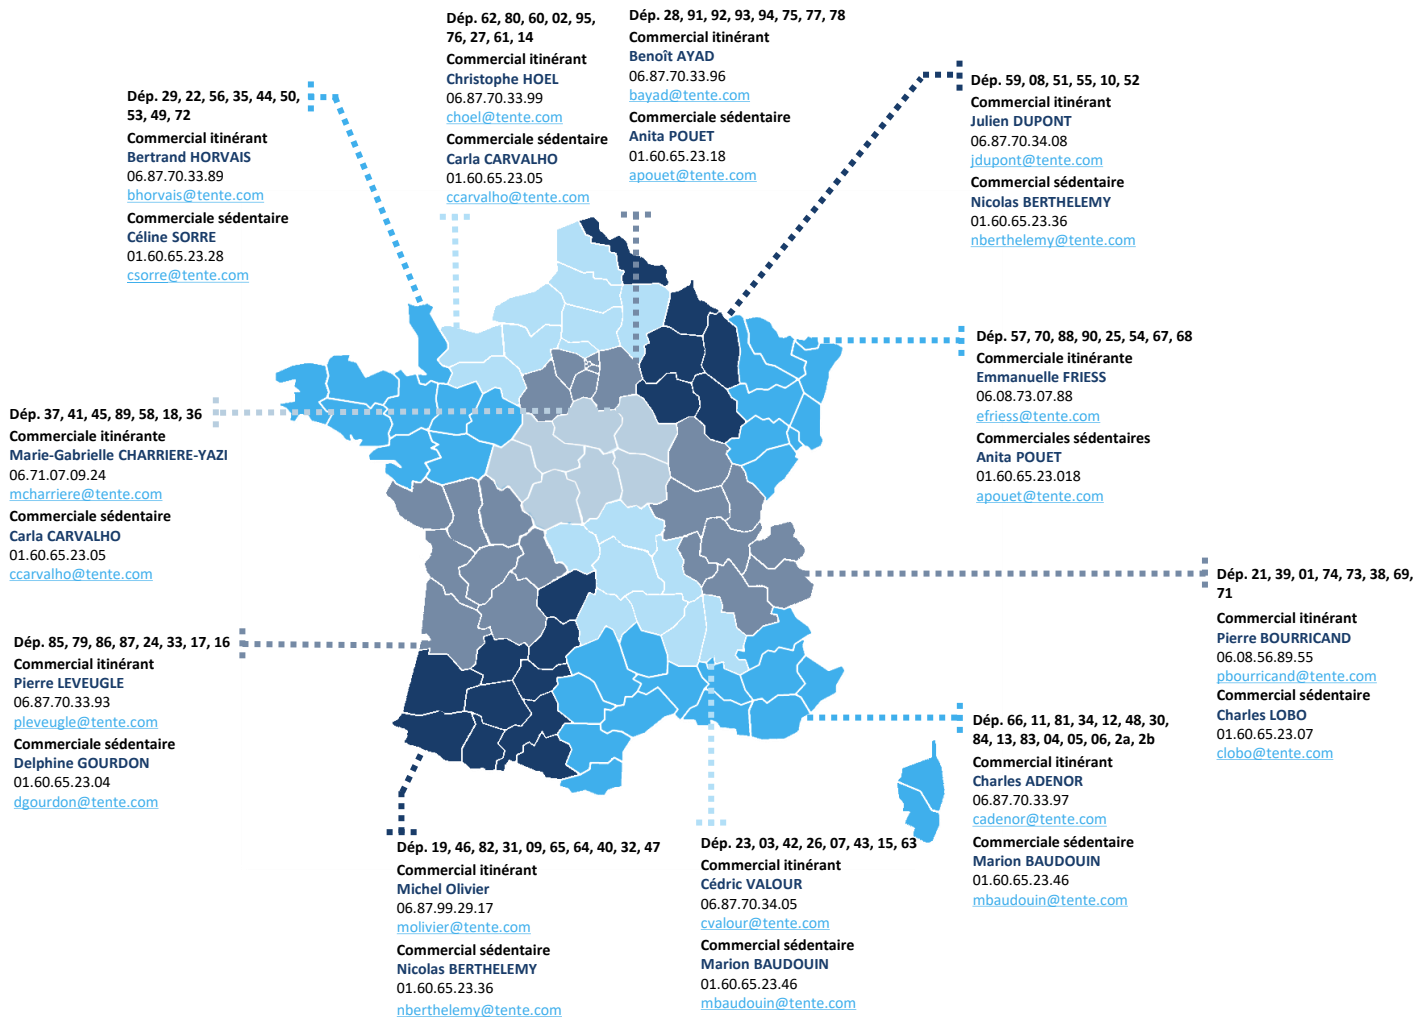 Dép. 62, 80, 60, 02, 95,
76, 27, 61, 14
Commercial itinérant
Christophe HOEL
06.87.70.33.99
choel@tente.com
Commerciale sédentaire
Carla CARVALHO
01.60.65.23.05
ccarvalho@tente.com
Dép. 28, 91, 92, 93, 94, 75, 77, 78
Commercial itinérant
Benoît AYAD
06.87.70.33.96
bayad@tente.com
Commerciale sédentaire
Anita POUET
01.60.65.23.18
apouet@tente.com
Dép. 59, 08, 51, 55, 10, 52
Commercial itinérant
Julien DUPONT
06.87.70.34.08
jdupont@tente.com
Commercial sédentaire
Nicolas BERTHELEMY
01.60.65.23.36
nberthelemy@tente.com
Dép. 29, 22, 56, 35, 44, 50,
53, 49, 72
Commercial itinérant
Bertrand HORVAIS
06.87.70.33.89
bhorvais@tente.com
Commerciale sédentaire
Céline SORRE
01.60.65.23.28
csorre@tente.com
Dép. 57, 70, 88, 90, 25, 54, 67, 68
Commerciale itinérante
Emmanuelle FRIESS
06.08.73.07.88
efriess@tente.com
Commerciales sédentaires
Anita POUET
01.60.65.23.018
apouet@tente.com
Dép. 37, 41, 45, 89, 58, 18, 36
Commerciale itinérante
Marie-Gabrielle CHARRIERE-YAZI
06.71.07.09.24
mcharriere@tente.com
Commerciale sédentaire
Carla CARVALHO
01.60.65.23.05
ccarvalho@tente.com
Dép. 21, 39, 01, 74, 73, 38, 69,
71
Commercial itinérant
Pierre BOURRICAND
06.08.56.89.55
pbourricand@tente.com
Commercial sédentaire
Charles LOBO
01.60.65.23.07
clobo@tente.com
Dép. 85, 79, 86, 87, 24, 33, 17, 16
Commercial itinérant
Pierre LEVEUGLE
06.87.70.33.93
pleveugle@tente.com
Commerciale sédentaire
Delphine GOURDON
01.60.65.23.04
dgourdon@tente.com
Dép. 66, 11, 81, 34, 12, 48, 30,
84, 13, 83, 04, 05, 06, 2a, 2b
Commercial itinérant
Charles ADENOR
06.87.70.33.97
cadenor@tente.com
Commerciale sédentaire
Marion BAUDOUIN
01.60.65.23.46
mbaudouin@tente.com
Dép. 19, 46, 82, 31, 09, 65, 64, 40, 32, 47
Commercial itinérant
Michel Olivier
06.87.99.29.17
molivier@tente.com
Commercial sédentaire
Nicolas BERTHELEMY
01.60.65.23.36
nberthelemy@tente.com
Dép. 23, 03, 42, 26, 07, 43, 15, 63
Commercial itinérant
Cédric VALOUR
06.87.70.34.05
cvalour@tente.com
Commercial sédentaire
Marion BAUDOUIN
01.60.65.23.46
mbaudouin@tente.com